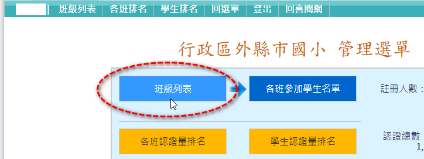 | 班級列表 | 各班排名 | 學生排名 | 回選單 | 登出 | 回喜閱網
行政區外縣市國小 管理選單
班級列表 各班參加學生名單 註冊人數：
各班認證量排名 學生認證量排名 認證總數
1,